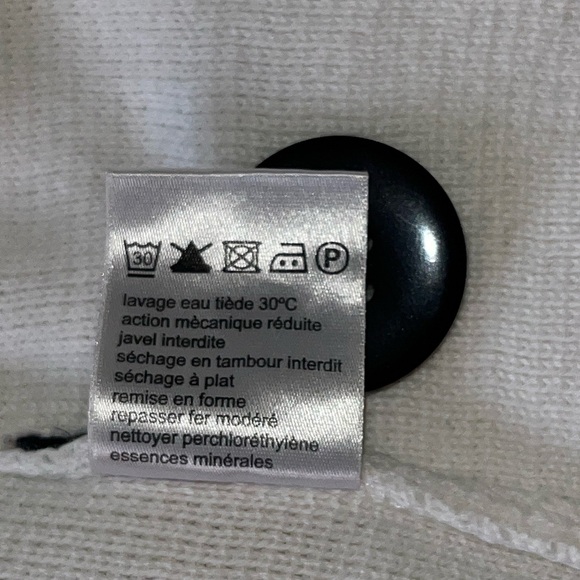 30 P
lavage eau tiède 30ºC
action mècanique réduite
javel interdite
séchage en tambour interdit
séchage à plat
remise en forme
repasser fer modéré
nettoyer perchloréthylène
essences minérales